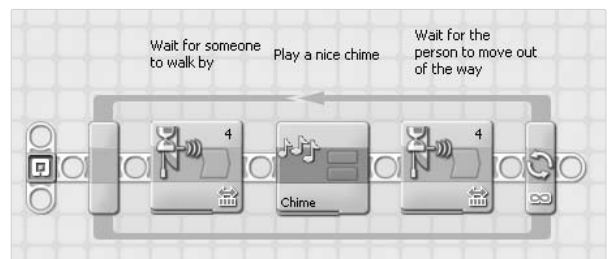 Wait for someone
to walk by
Play a nice chime
Wait for the
person to move out
of the way
4
4
Chime